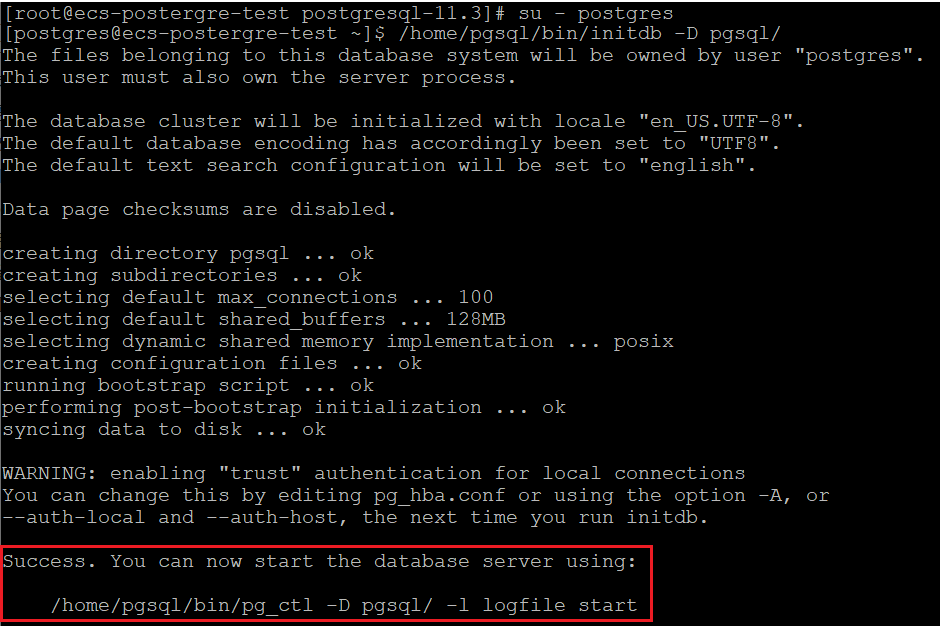 [root@ecs-postergre-test postgresql-11.3]# su - postgres
[postgres@ecs-postergre-test ~]$ /home/pgsql/bin/initdb -D pgsql/
The files belonging to this database system will be owned by user "postgres".
This user must also own the server process.
The database cluster will be initialized with locale "en_US.UTF-8".
The default database encoding has accordingly been set to "UTF8".
The default text search configuration will be set to "english".
Data page checksums are disabled.
creating directory pgsql ... ok
creating subdirectories ... ok
selecting default max_connections ... 100
selecting default shared_buffers ... 128MB
selecting dynamic shared memory implementation ... posix
creating configuration files ... ok
running bootstrap script ... ok
performing post-bootstrap initialization ... ok
syncing data to disk ... ok
WARNING: enabling "trust" authentication for local connections
You can change this by editing pg_hba.conf or using the option -A, or
--auth-local and --auth-host, the next time you run initdb.
Success. You can now start the database server using:
/home/pgsql/bin/pg_ctl -D pgsql/ -l logfile start